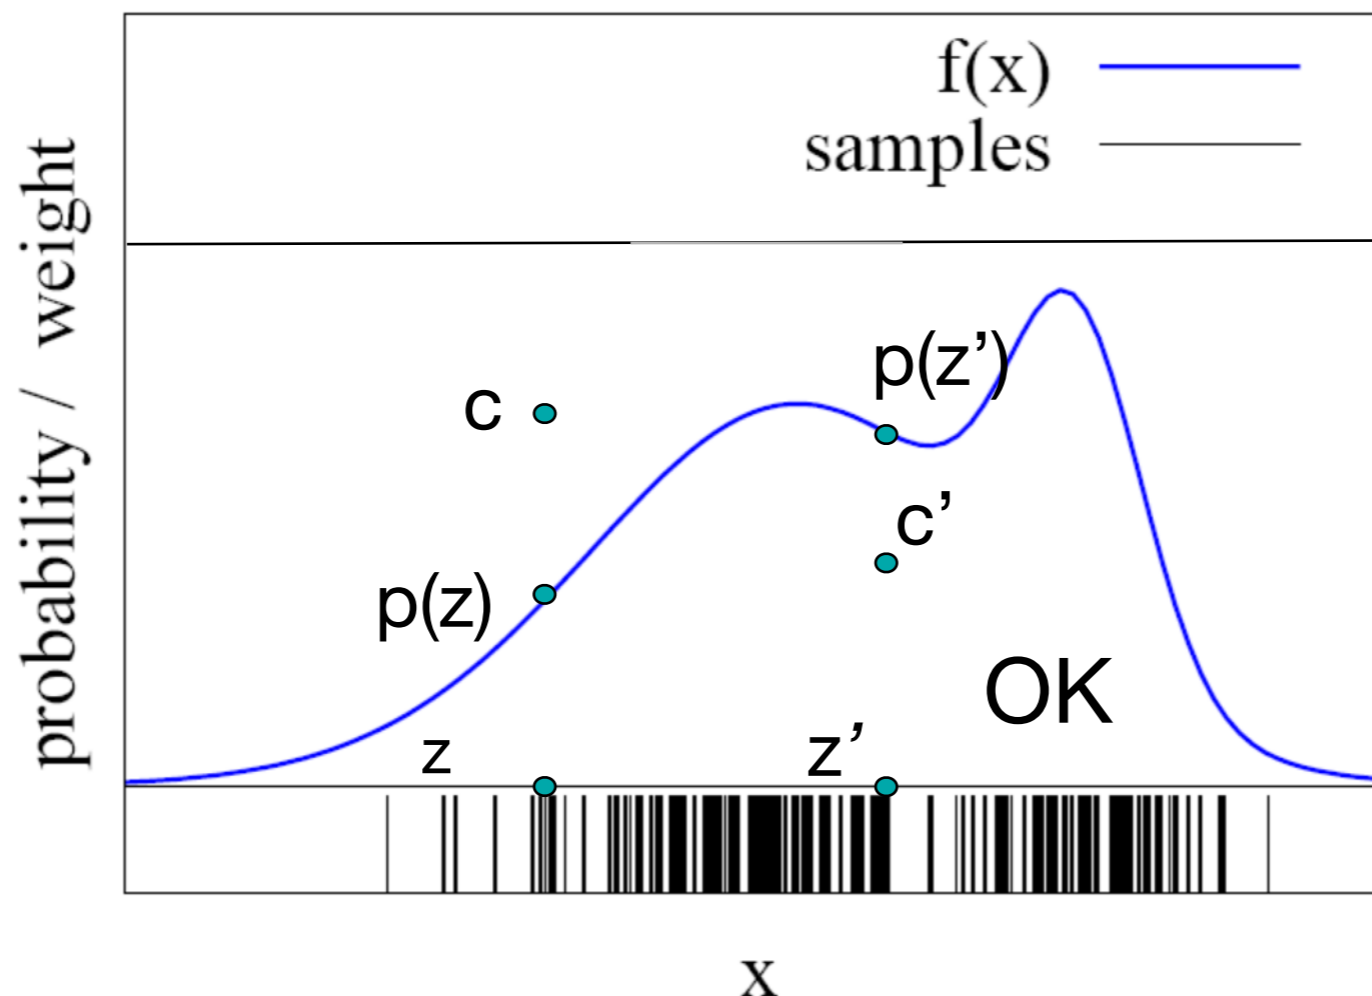 f(x)
samples
probability / weight
p(z’)
c
c’
p(z)
OK
z
z’
x